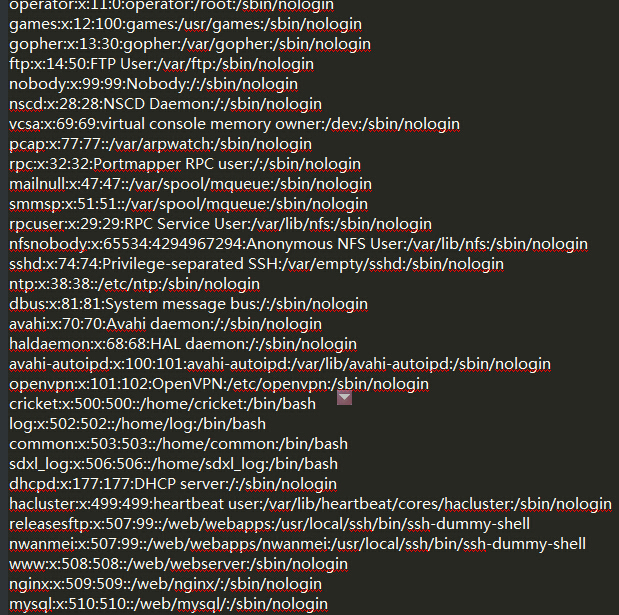 operator:x:11:0:operator:/root:/sbin/nologin
games:x:12:100:games:/usr/games:/sbin/nologin
gopher:x:13:30:gopher:/var/gopher:/sbin/nologin
ftp:x:14:50:FTP User:/var/ftp:/sbin/nologin
nobody:x:99:99:Nobody:/:/sbin/nologin
nscd:x:28:28:NSCD Daemon:/:/sbin/nologin
vcsa:x:69:69:virtual console memory owner:/dev:/sbin/nologin
pcap:x:77:77::/var/arpwatch:/sbin/nologin
rpc:x:32:32:Portmapper RPC user:/:/sbin/nologin
mailnull:x:47:47::/var/spool/mqueue:/sbin/nologin
smmsp:x:51:51::/var/spool/mqueue:/sbin/nologin
rpcuser:x:29:29:RPC Service User:/var/lib/nfs:/sbin/nologin
nfsnobody:x:65534:4294967294:Anonymous NFS User:/var/lib/nfs:/sbin/nologin
sshd:x:74:74:Privilege-separated SSH:/var/empty/sshd:/sbin/nologin
ntp:x:38:38::/etc/ntp:/sbin/nologin
dbus:x:81:81:System message bus:/:/sbin/nologin
avahi:x:70:70:Avahi daemon:/:/sbin/nologin
haldaemon:x:68:68:HAL daemon:/:/sbin/nologin
avahi-autoipd:x:100:101:avahi-autoipd:/var/lib/avahi-autoipd:/sbin/nologin
openvpn:x:101:102:OpenVPN:/etc/openvpn:/sbin/nologin
cricket:x:500:500::/home/cricket:/bin/bash
log:x:502:502::/home/log:/bin/bash
common:x:503:503::/home/common:/bin/bash
sdxl_log:x:506:506::/home/sdxl_log:/bin/bash
dhcpd:x:177:177:DHCP server:/:/sbin/nologin
hacluster:x:499:499:heartbeat user:/var/lib/heartbeat/cores/hacluster:/sbin/nologin
releasesftp:x:507:99::/web/webapps:/usr/local/ssh/bin/ssh-dummy-shell
nwanmei:x:507:99::/web/webapps/nwanmei:/usr/local/ssh/bin/ssh-dummy-shell
www:x:508:508::/web/webserver:/sbin/nologin
nginx:x:509:509::/web/nginx/:/sbin/nologin
mysql:x:510:510::/web/mysql/:/sbin/nologin